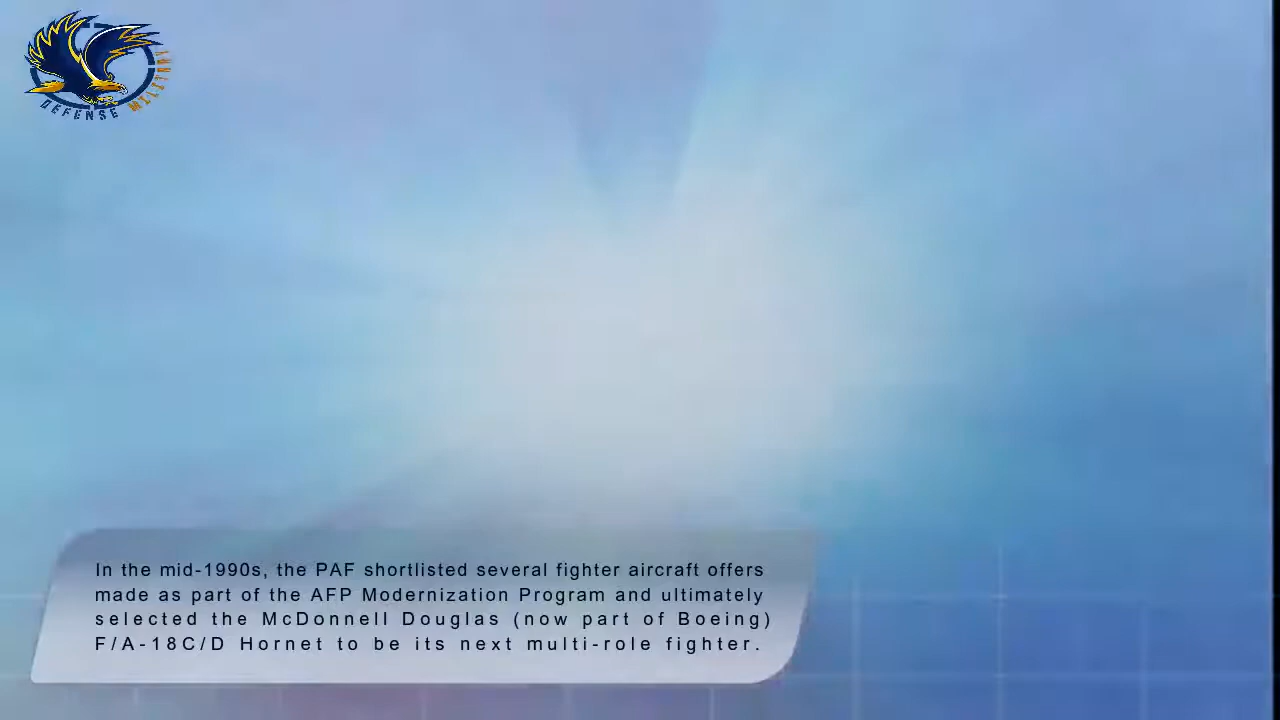 DEFENSE MILITARY
In the mid-1990s, the PAF shortlisted several fighter aircraft offers
made as part of the AFP Modernization Program and ultimately
selected the McDonnell Douglas (now part of Boeing)
F/A-18C/D Hornet to be its next multi-role fighter.